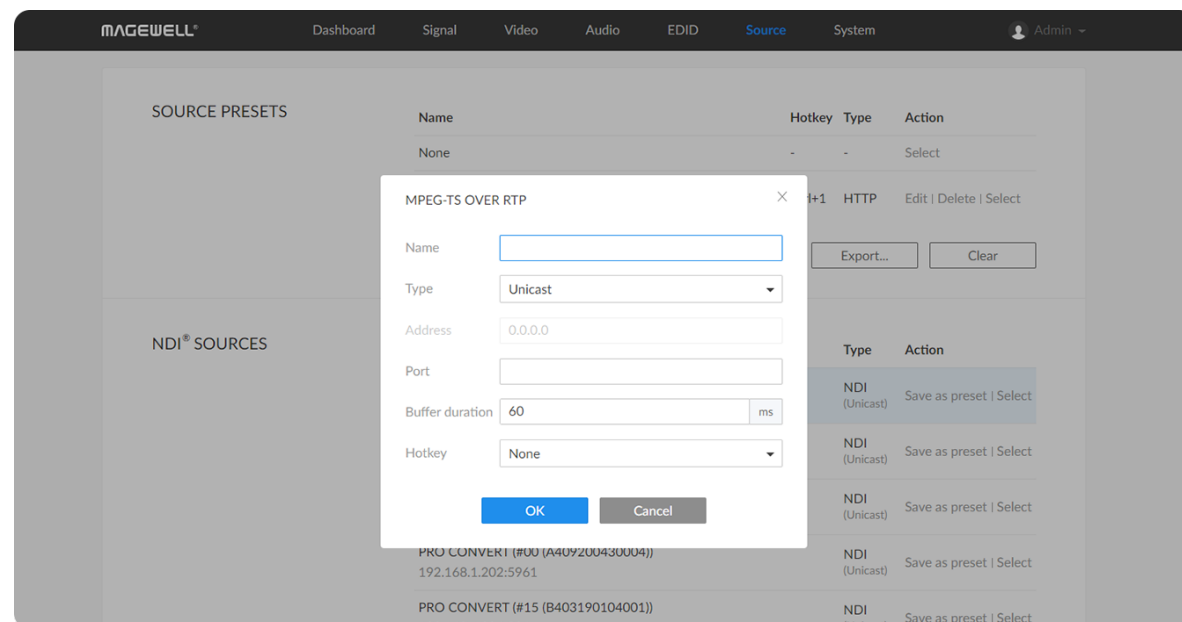 MAGEWELL®
Dashboard Signal Video Audio EDID Source System Admin
SOURCE PRESETS
Name Hotkey Type Action
None - - Select
MPEG-TS OVER RTP
HTTP Edit | Delete | Select
Name
Export... Clear
Type Unicast
Address 0.0.0.0
NDI® SOURCES
Type Action
Port
NDI
(Unicast)
Save as preset | Select
Buffer duration 60 ms
Hotkey None
NDI
(Unicast)
Save as preset | Select
OK Cancel
NDI
(Unicast)
Save as preset | Select
PRO CONVERT (#00 (A409200430004))
192.168.1.202:5961
NDI
(Unicast)
Save as preset | Select
PRO CONVERT (#15 (B403190104001))
NDI
Save as preset | Select